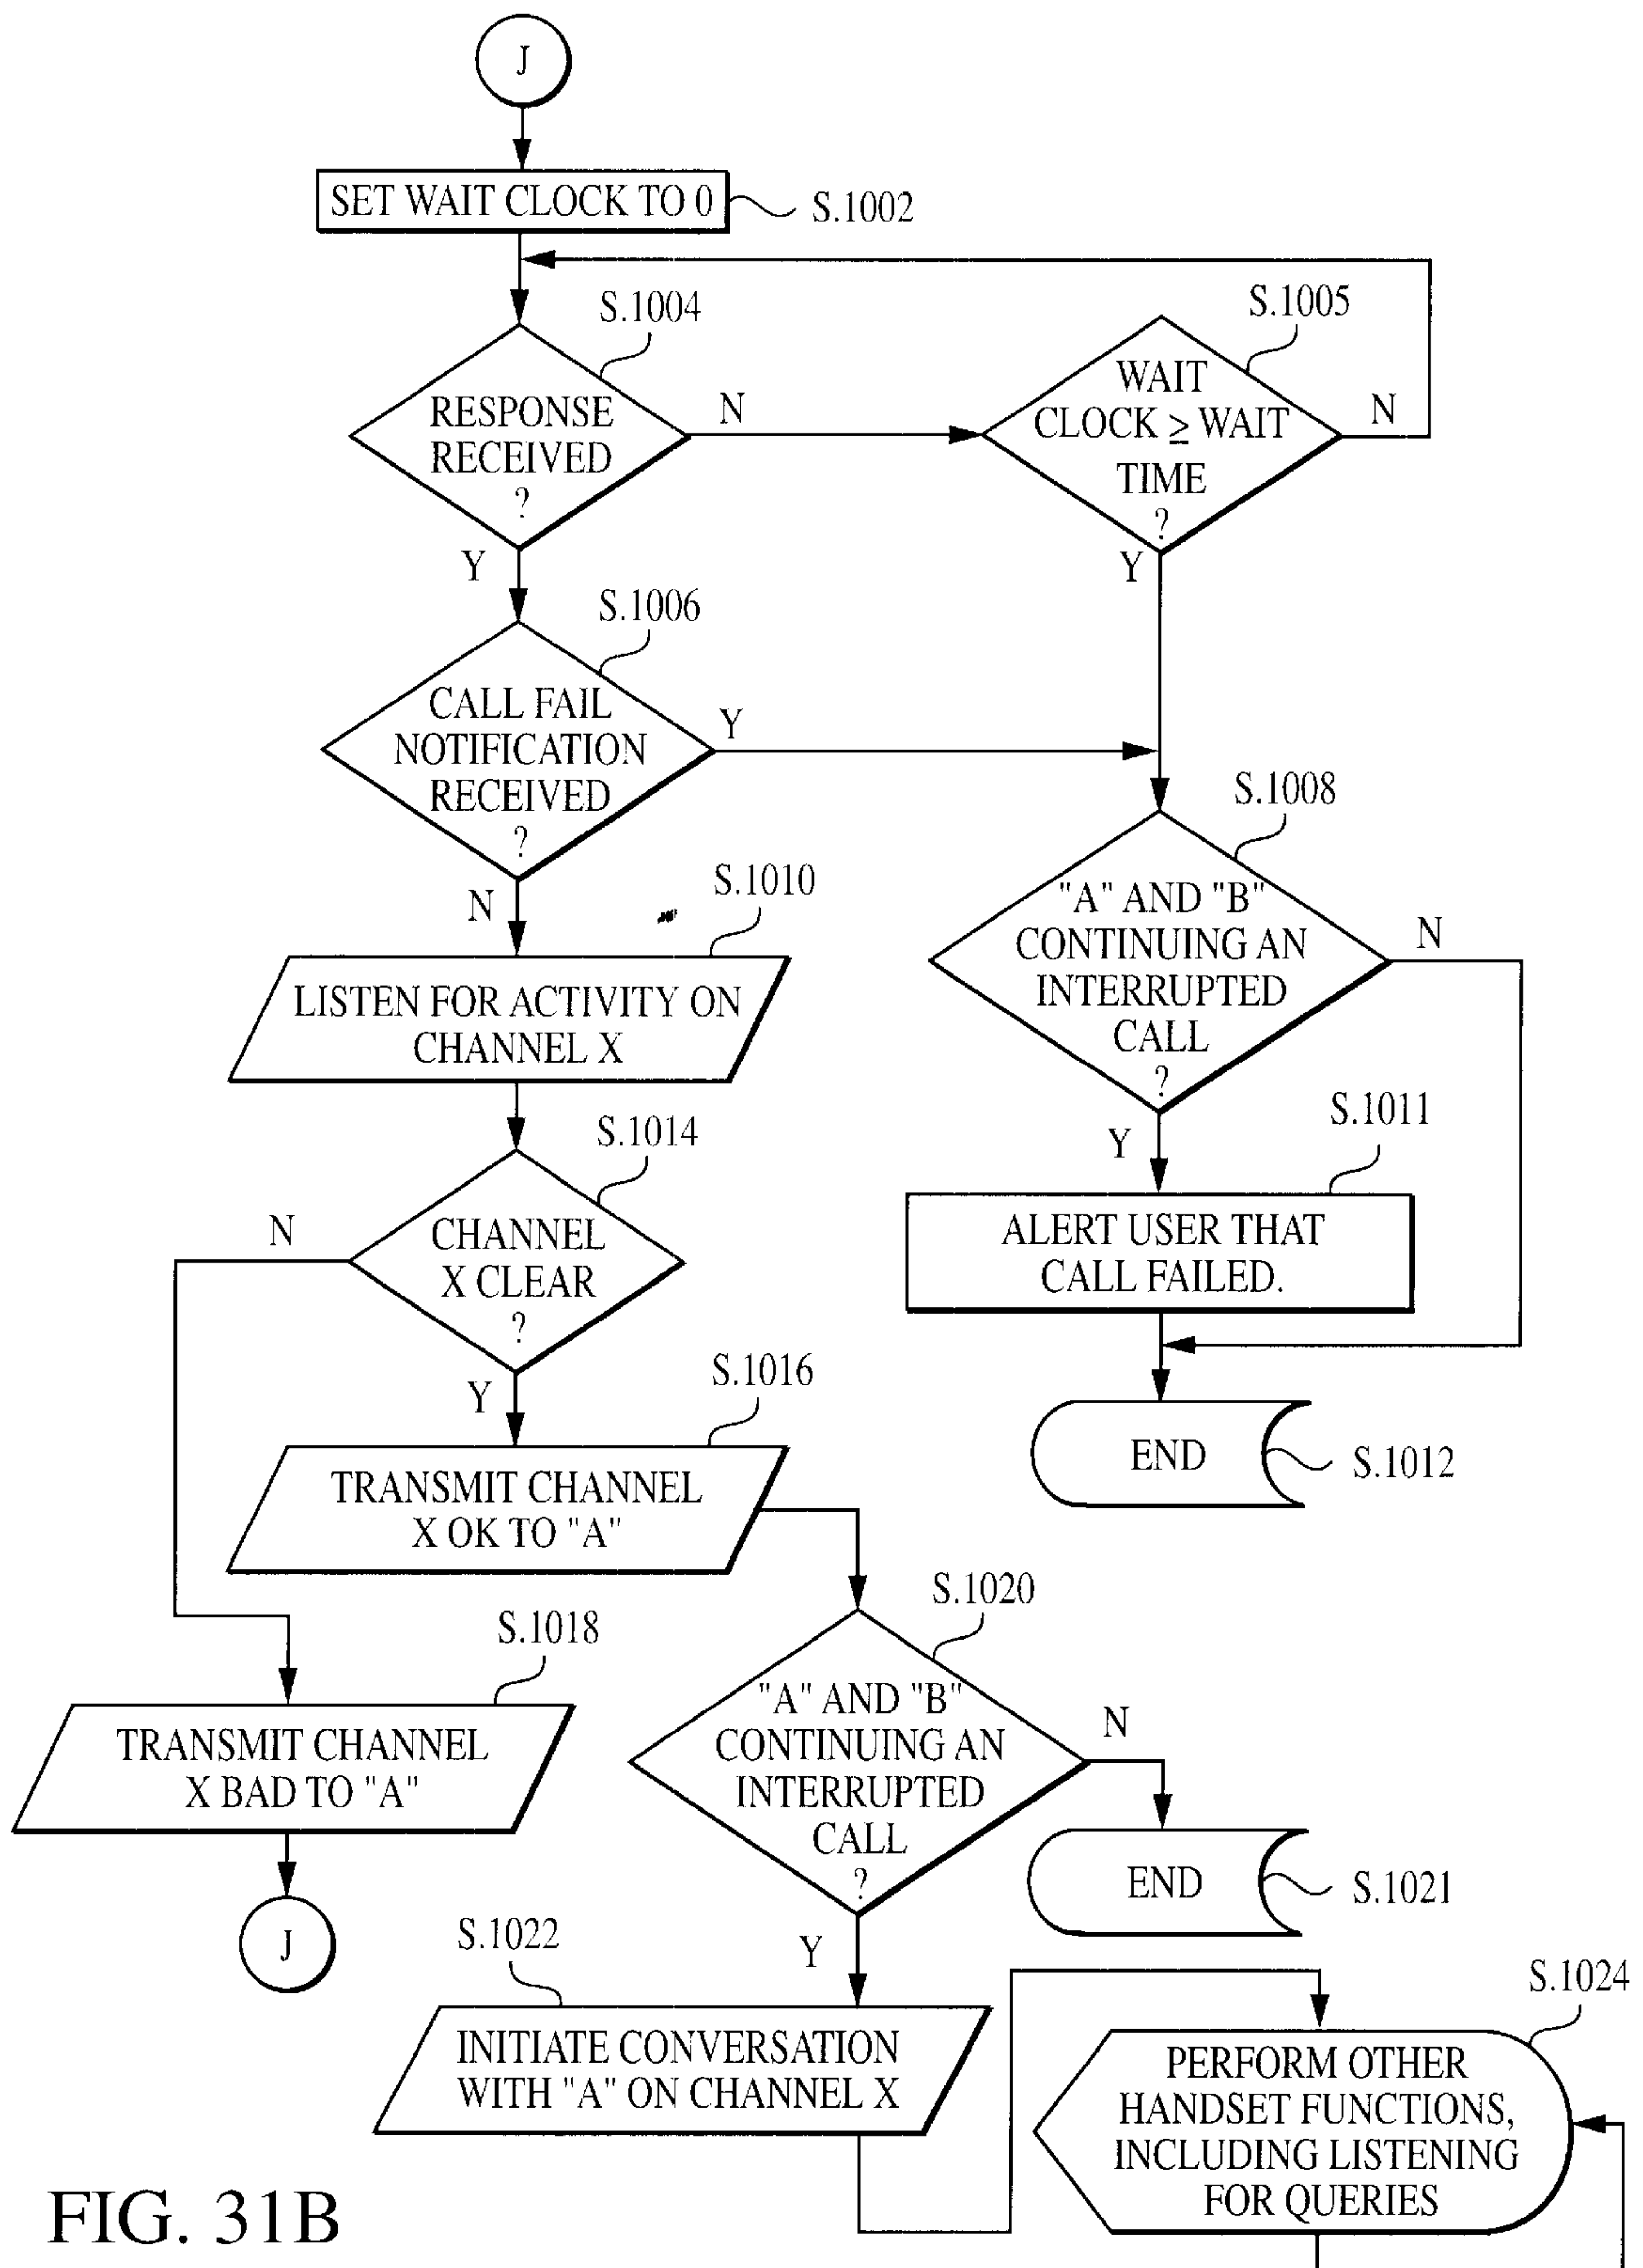 J
SET WAIT CLOCK TO 0
S.1002
S.1004
RESPONSE
RECEIVED
?
N
Y
S.1005
WAIT
CLOCK ≥ WAIT
TIME
?
N
Y
S.1006
CALL FAIL
NOTIFICATION
RECEIVED
?
Y
N
S.1008
"A" AND "B"
CONTINUING AN
INTERRUPTED
CALL
?
N
Y
S.1010
LISTEN FOR ACTIVITY ON
CHANNEL X
S.1011
ALERT USER THAT
CALL FAILED.
END
S.1012
S.1014
CHANNEL
X CLEAR
?
N
Y
S.1016
TRANSMIT CHANNEL
X OK TO "A"
S.1018
TRANSMIT CHANNEL
X BAD TO "A"
J
S.1020
"A" AND "B"
CONTINUING AN
INTERRUPTED
CALL
?
N
Y
END
S.1021
S.1022
INITIATE CONVERSATION
WITH "A" ON CHANNEL X
S.1024
PERFORM OTHER
HANDSET FUNCTIONS,
INCLUDING LISTENING
FOR QUERIES
FIG. 31B